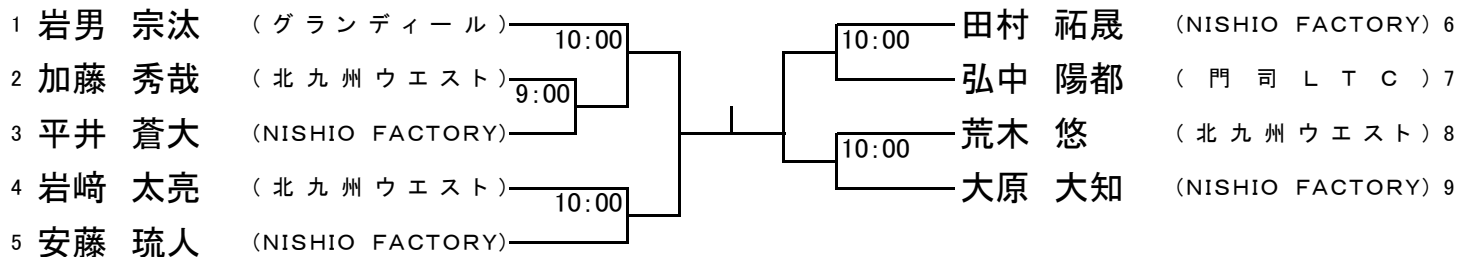 1 岩男 宗汰 (グランディール)
10:00
2 加藤 秀哉 (北九州ウエスト)
9:00
3 平井 蒼大 (NISHIO FACTORY)
4 岩﨑 太亮 (北九州ウエスト)
10:00
5 安藤 琉人 (NISHIO FACTORY)
田村 祐晟 (NISHIO FACTORY) 6
10:00
弘中 陽都 (門司LTC) 7
荒木 悠 (北九州ウエスト) 8
10:00
大原 大知 (NISHIO FACTORY) 9